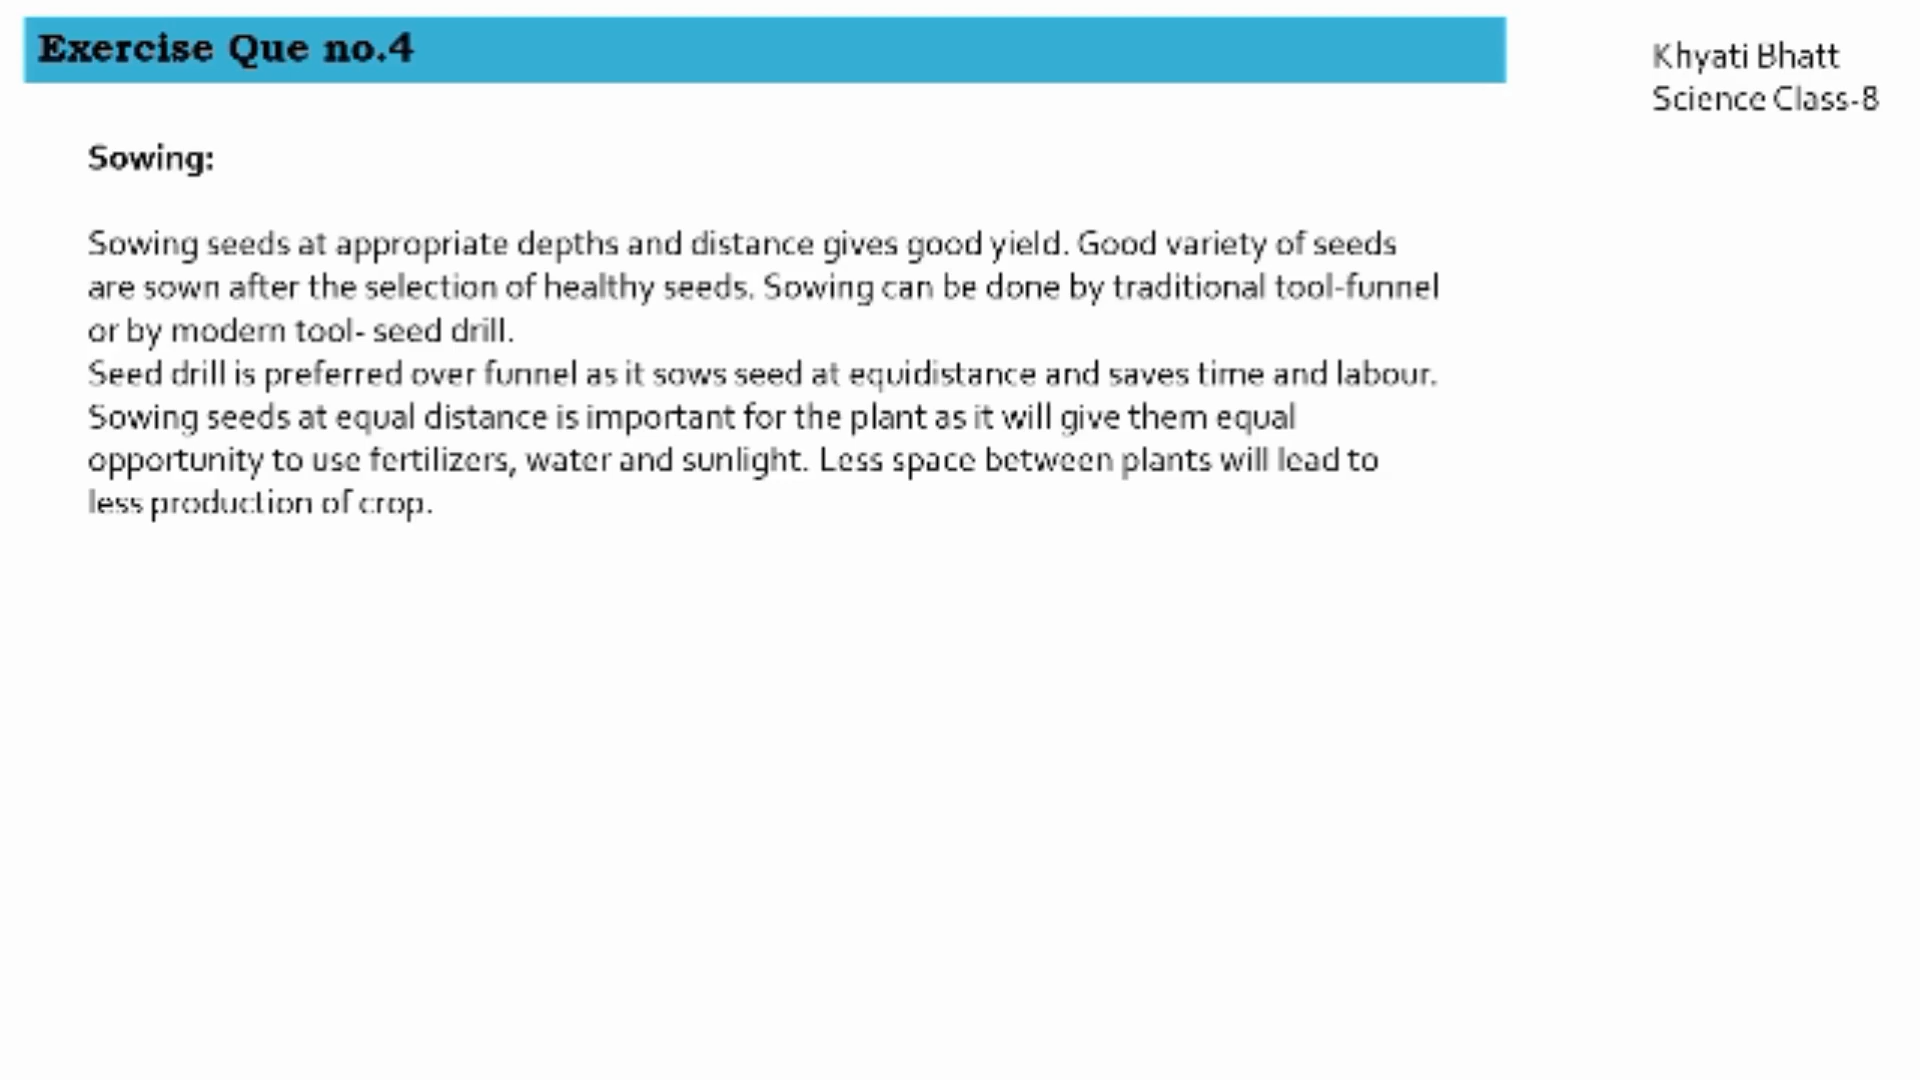 Exercise Que no.4
Khyati Bhatt
Science Class-8
Sowing:
Sowing seeds at appropriate depths and distance gives good yield. Good variety of seeds
are sown after the selection of healthy seeds. Sowing can be done by traditional tool-funnel
or by modern tool- seed drill.
Seed drill is preferred over funnel as it sows seed at equidistance and saves time and labour.
Sowing seeds at equal distance is important for the plant as it will give them equal
opportunity to use fertilizers, water and sunlight. Less space between plants will lead to
less production of crop.